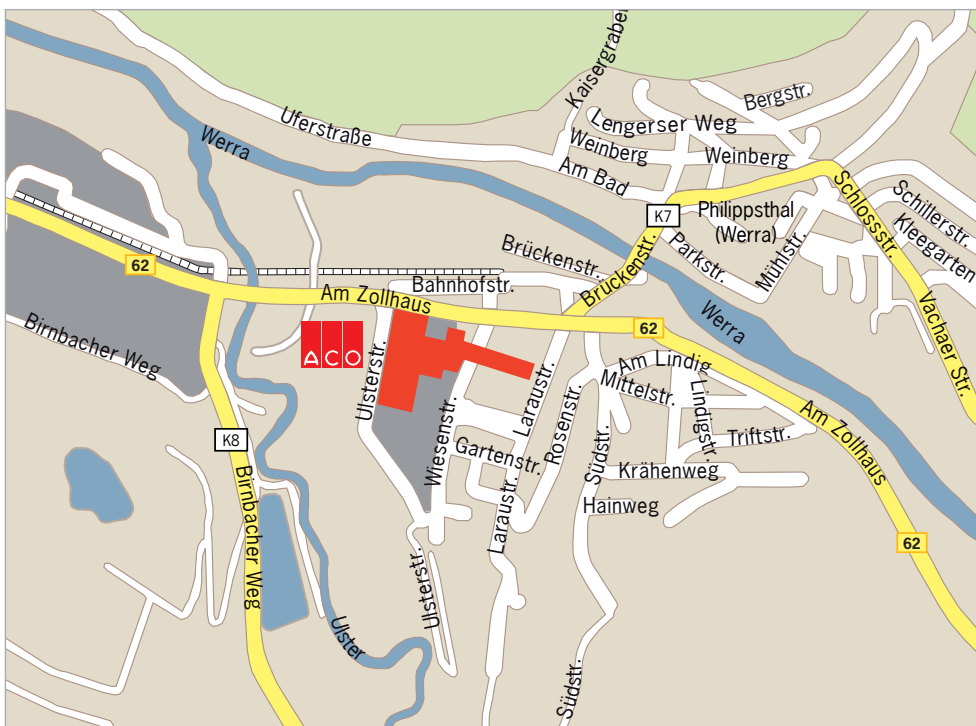 Kaisergraben
Bergstr.
Uferstraße
Lengerser Weg
Werra
Weinberg
Weinberg
Am Bad
Schlossstr.
Schillerstr.
K7
Philippsthal
(Werra)
Kleegarten
Parkstr.
Mühlstr.
Brückenstr.
Brückenstr.
62
Bahnhofstr.
Am Zollhaus
Vachaer Str.
Werra
62
Birnbacher Weg
ACO
Ulsterstr.
Am Lindig
Mittelstr.
Laraustr.
Rosenstr.
Lindigstr.
Wiesenstr.
Am Zollhaus
Triftstr.
K8
Gartenstr.
Südstr.
Krähenweg
Birnbacher Weg
Hainweg
Laraustr.
62
Ulsterstr.
Ulster
Südstr.